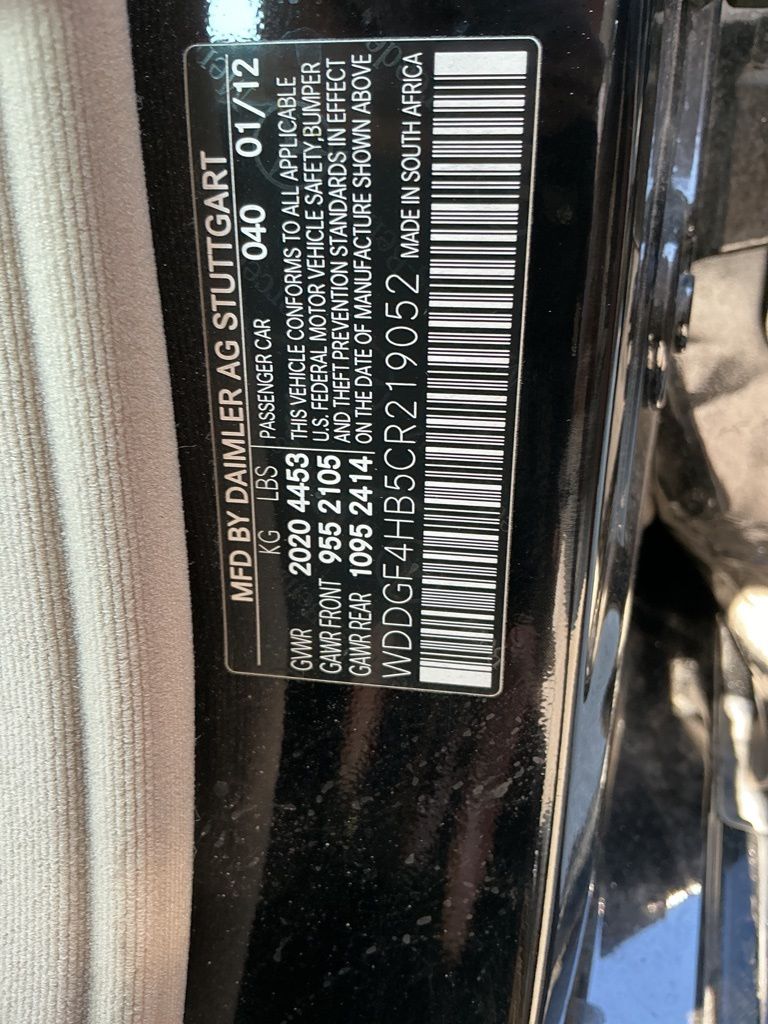 MFD BY DAIMLER AG STUTTGART
KG LBS PASSENGER CAR 040 01/12
GWR 2020 4453 THIS VEHICLE CONFORMS TO ALL APPLICABLE
GAWR FRONT 955 2105 U.S. FEDERAL MOTOR VEHICLE SAFETY,BUMPER
GAWR REAR 1095 2414 AND THEFT PREVENTION STANDARDS IN EFFECT
ON THE DATE OF MANUFACTURE SHOWN ABOVE
WDDGF4HB5CR219052 MADE IN SOUTH AFRICA